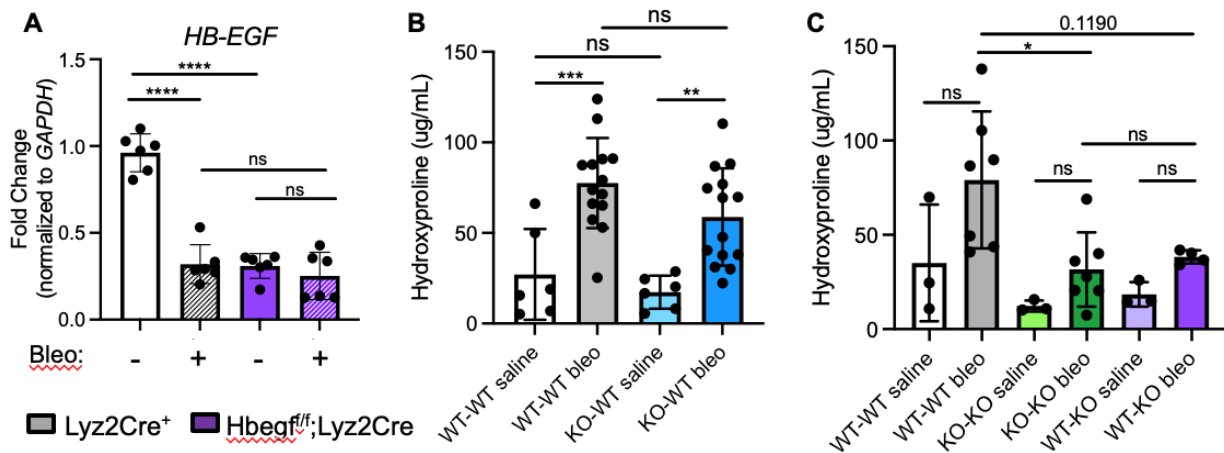 A
HB-EGF
Fold Change
(normalized to GAPDH)
1.5
1.0
0.5
0.0
****
****
ns
ns
Bleo:
- + - +
Lyz2Cre+
Hbegff/f;Lyz2Cre
B
Hydroxyproline (ug/mL)
150
100
50
0
ns
ns
***
**
WT-WT saline
WT-WT bleo
KO-WT saline
KO-WT bleo
C
Hydroxyproline (ug/mL)
150
100
50
0
0.1190
*
ns
ns
ns
ns
WT-WT saline
WT-WT bleo
KO-KO saline
KO-KO bleo
WT-KO saline
WT-KO bleo